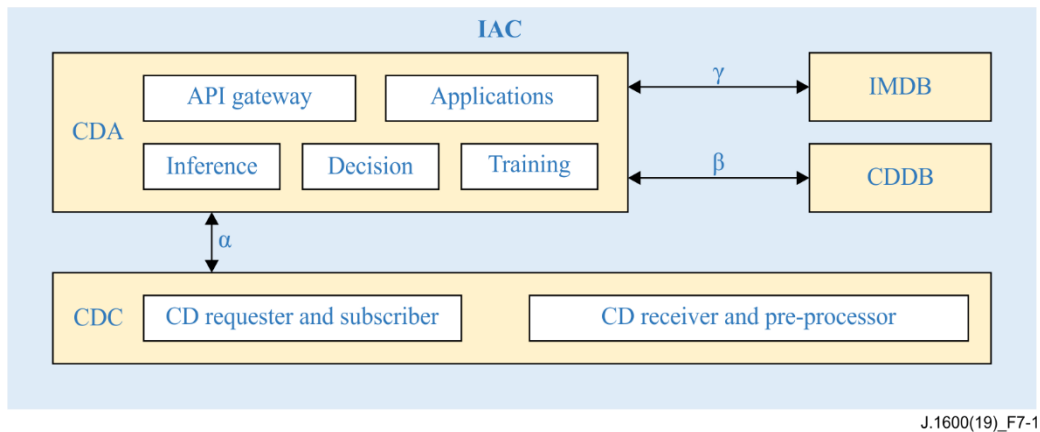 IAC
CDA
API gateway
Applications
Inference
Decision
Training
γ
IMDB
β
CDDB
α
CDC
CD requester and subscriber
CD receiver and pre-processor
J.1600(19)_F7-1